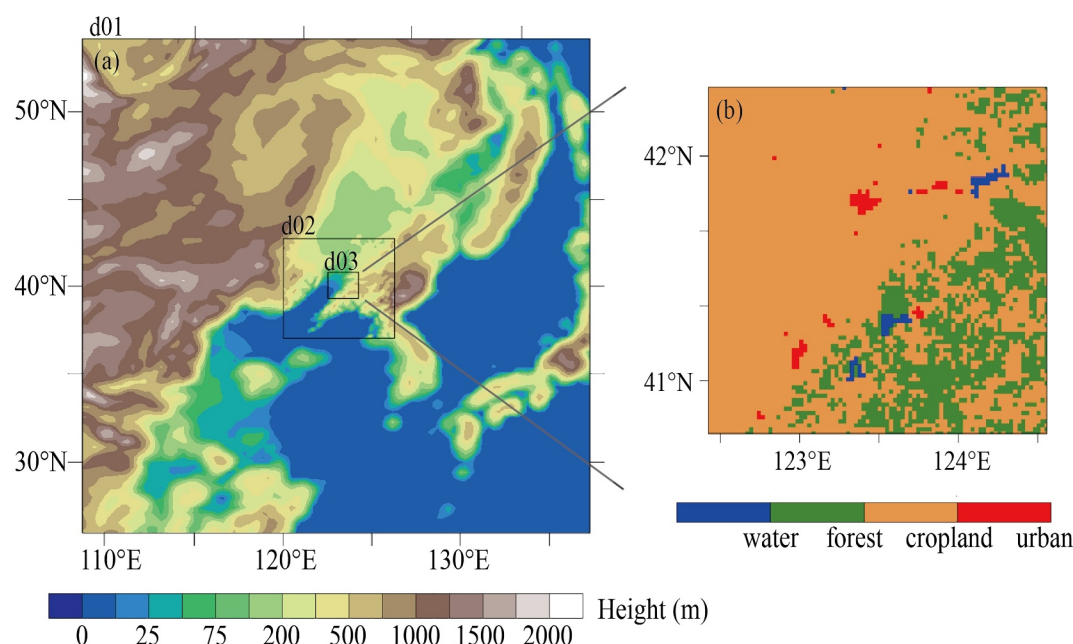 d01
(a)
50°N
40°N
30°N
d02
d03
110°E 120°E 130°E
0 25 75 200 500 1000 1500 2000
Height (m)
(b)
42°N
41°N
123°E 124°E
water forest cropland urban